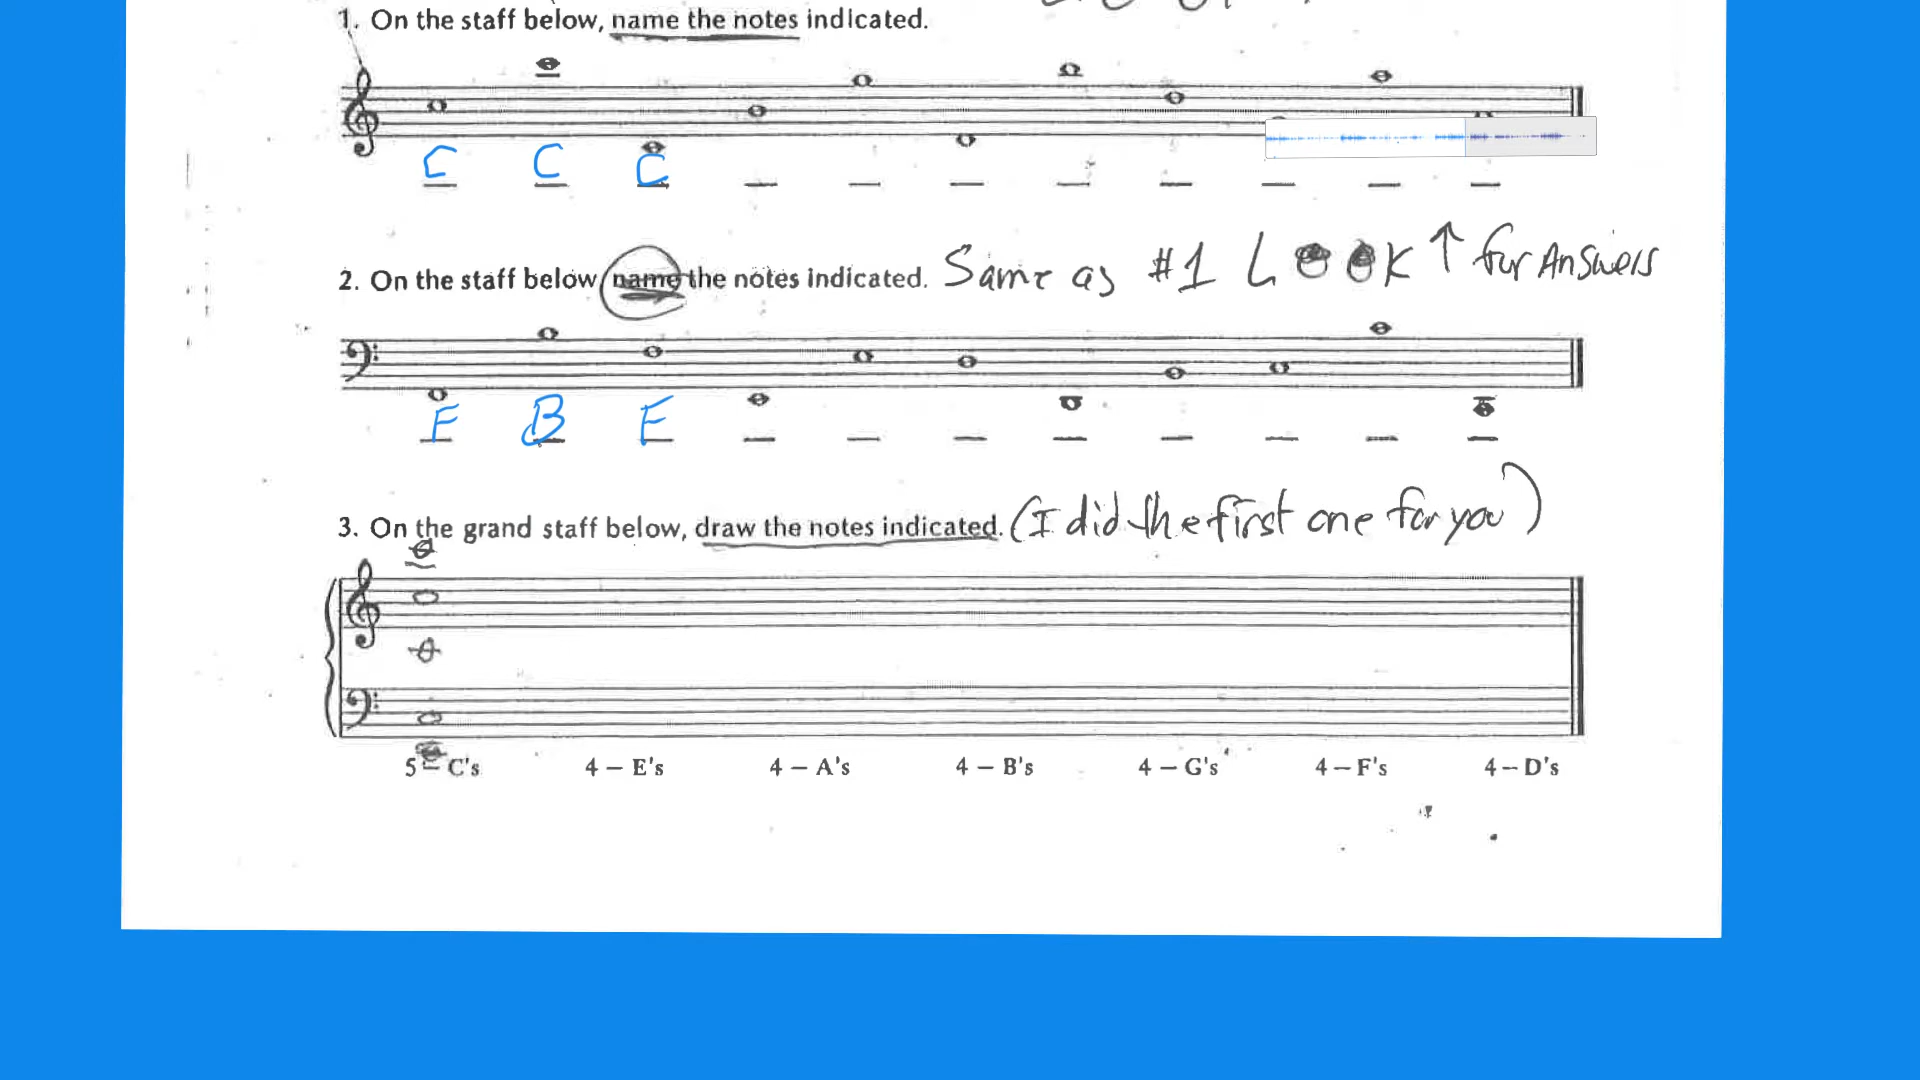 1. On the staff below, name the notes indicated.
C C C
2. On the staff below, name the notes indicated. Same as #1 LOOK ↑ for Answers
F B E
3. On the grand staff below, draw the notes indicated. (I did the first one for you)
5 – C's 4 – E's 4 – A's 4 – B's 4 – G's 4 – F's 4 – D's